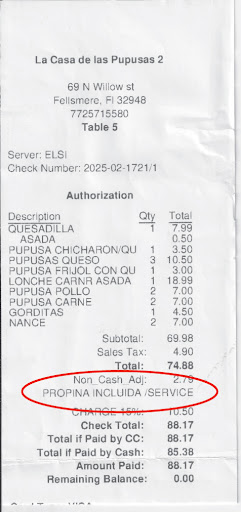 La Casa de las Pupusas 2
69 N Willow st
Fellsmere, Fl 32948
7725715580
Table 5
Server: ELSI
Check Number: 2025-02-1721/1
Authorization
Description Qty Total
QUESADILLA 1 7.99
ASADA 0.50
PUPUSA CHICHARON/QU 1 3.50
PUPUSAS QUESO 3 10.50
PUPUSA FRIJOL CON QU 1 3.00
LONCHE CARNR ASADA 1 18.99
PUPUSA POLLO 2 7.00
PUPUSA CARNE 2 7.00
GORDITAS 1 4.50
NANCE 2 7.00
Subtotal: 69.98
Sales Tax: 4.90
Total: 74.88
Non_Cash_Adj: 2.79
PROPINA INCLUIDA /SERVICE
CHARGE 15%: 10.50
Check Total: 88.17
Total if Paid by CC: 88.17
Total if Paid by Cash: 85.38
Amount Paid: 88.17
Remaining Balance: 0.00